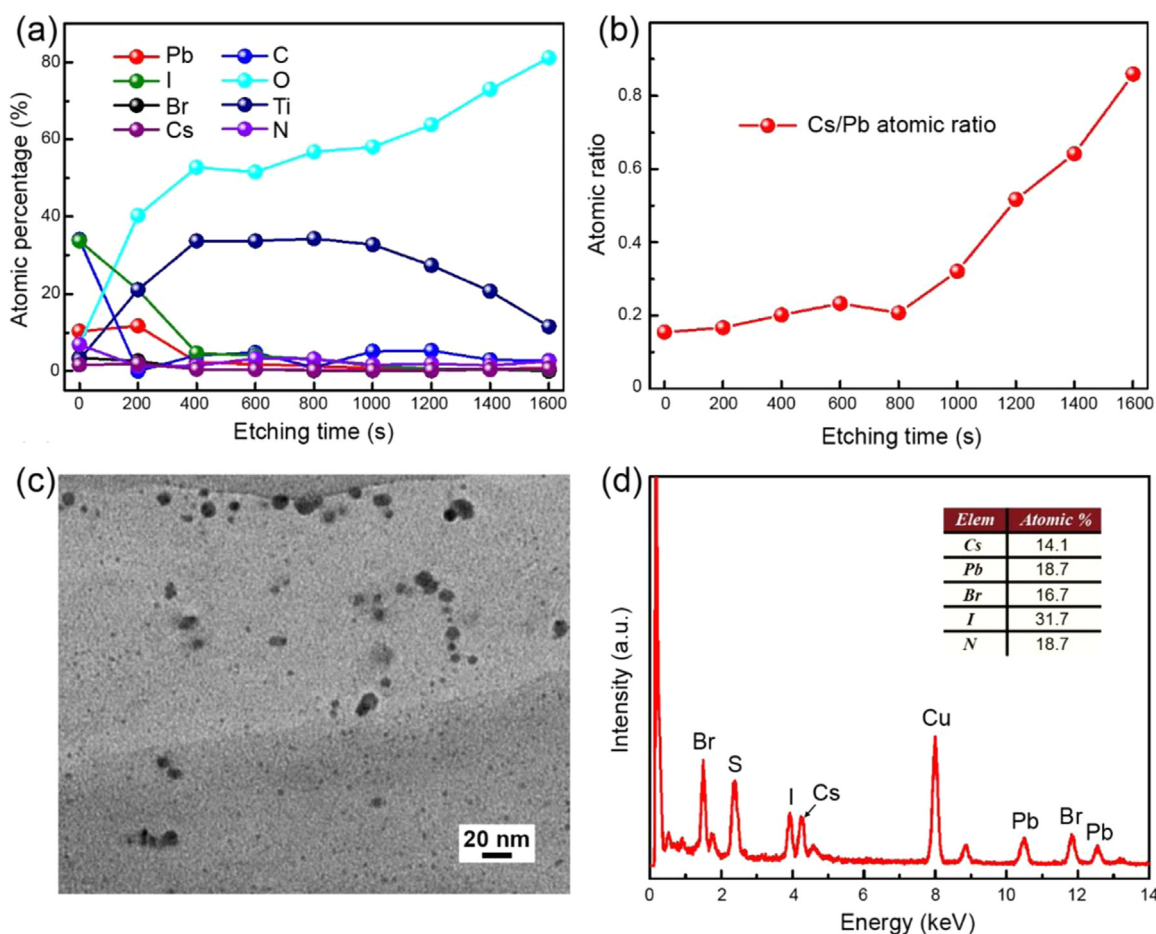 (a)
Pb
I
Br
Cs
C
O
Ti
N
Atomic percentage (%)
80
60
40
20
0
0 200 400 600 800 1000 1200 1400 1600
Etching time (s)
(b)
Cs/Pb atomic ratio
Atomic ratio
0.8
0.6
0.4
0.2
0
0 200 400 600 800 1000 1200 1400 1600
Etching time (s)
(c)
20 nm
(d)
Elem Atomic %
Cs 14.1
Pb 18.7
Br 16.7
I 31.7
N 18.7
Intensity (a.u.)
Br
S
I
Cs
Cu
Pb
Br
Pb
0 2 4 6 8 10 12 14
Energy (keV)